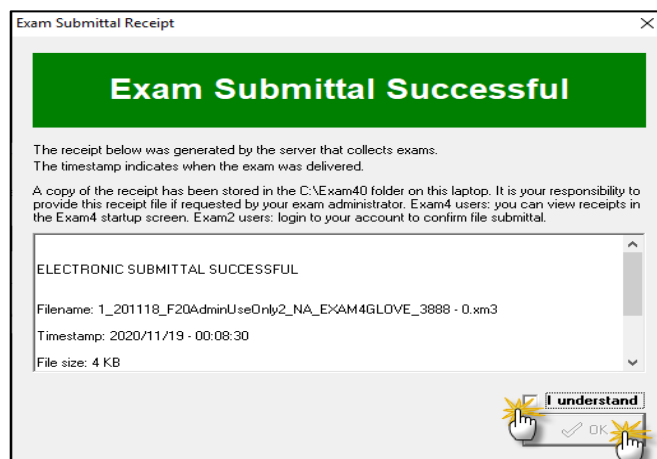 Exam Submittal Receipt
Exam Submittal Successful
The receipt below was generated by the server that collects exams.
The timestamp indicates when the exam was delivered.
A copy of the receipt has been stored in the C:\Exam40 folder on this laptop. It is your responsibility to
provide this receipt file if requested by your exam administrator. Exam4 users: you can view receipts in
the Exam4 startup screen. Exam2 users: login to your account to confirm file submittal.
ELECTRONIC SUBMITTAL SUCCESSFUL
Filename: 1_201118_F20AdminUseOnly2_NA_EXAM4GLOVE_3888 - 0.xm3
Timestamp: 2020/11/19 - 00:08:30
File size: 4 KB
I understand
OK